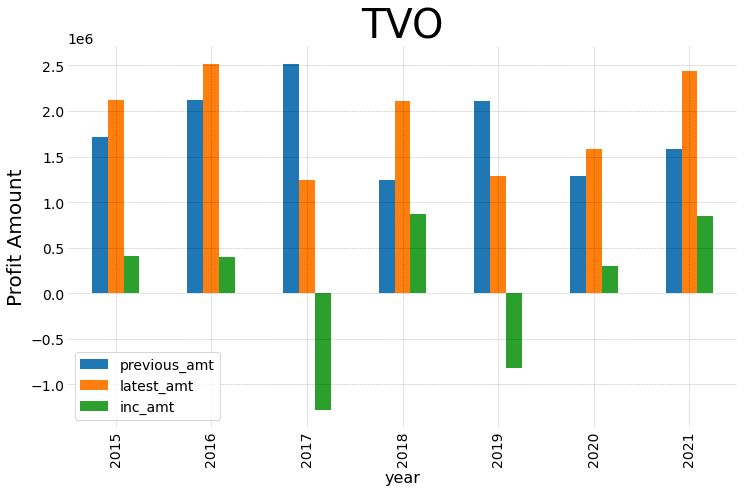 TVO
1e6
2.5
2.0
1.5
1.0
0.5
0.0
−0.5
−1.0
Profit Amount
previous_amt
latest_amt
inc_amt
2015
2016
2017
2018
2019
2020
2021
year